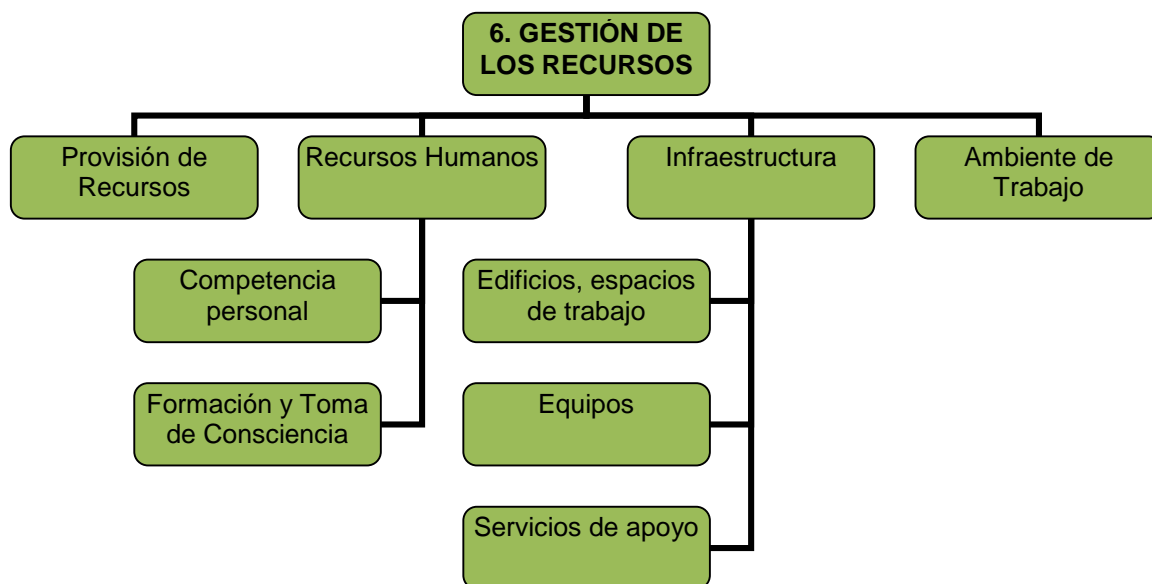 6. GESTIÓN DE
LOS RECURSOS
Provisión de
Recursos
Recursos Humanos
Infraestructura
Ambiente de
Trabajo
Competencia
personal
Edificios, espacios
de trabajo
Formación y Toma
de Consciencia
Equipos
Servicios de apoyo